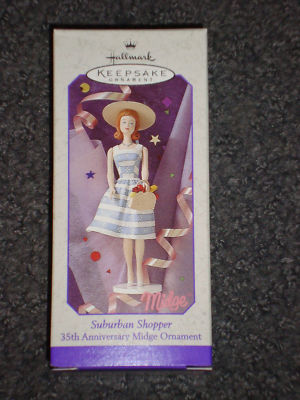 Hallmark
KEEPSAKE
ORNAMENT
Midge
Suburban Shopper
35th Anniversary Midge Ornament